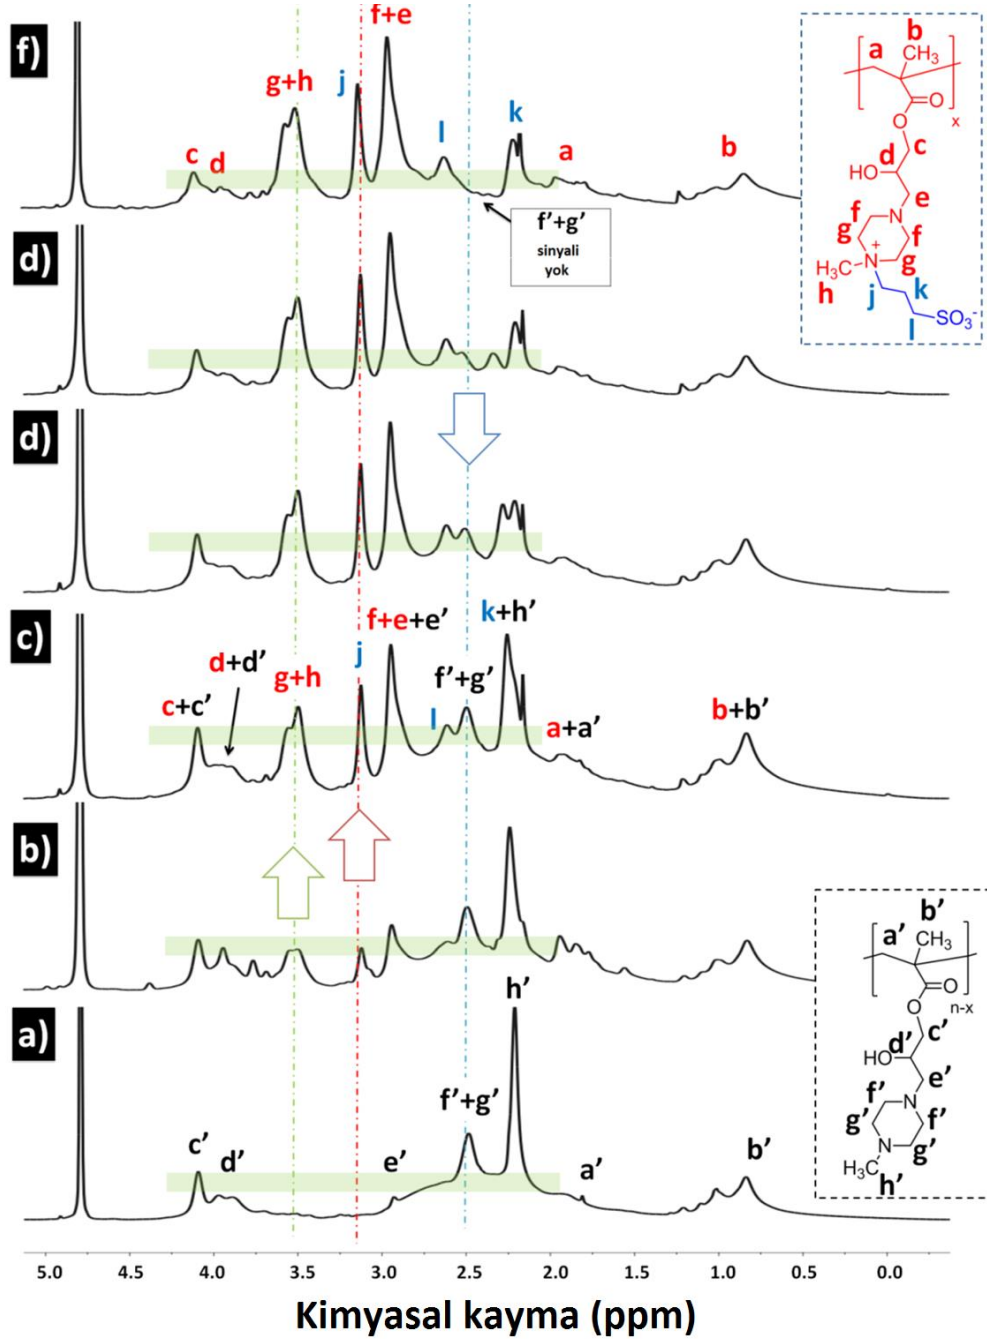 f)
f+e
g+h
j
c
d
l
k
a
b
f'+g'
sinyali
yok
a
b
CH3
O
O
x
c
d
HO
e
N
f
f
g
g
N
+
H3C
h
j
k
l
SO3-
d)
d)
c)
c+c'
d+d'
g+h
j
f+e+e'
l
f'+g'
k+h'
a+a'
b+b'
b)
a)
c'
d'
e'
f'+g'
h'
a'
b'
a'
b'
CH3
O
O
n-x
c'
HO
d'
e'
N
f'
f'
g'
g'
N
H3C
h'
5.0 4.5 4.0 3.5 3.0 2.5 2.0 1.5 1.0 0.5 0.0
Kimyasal kayma (ppm)